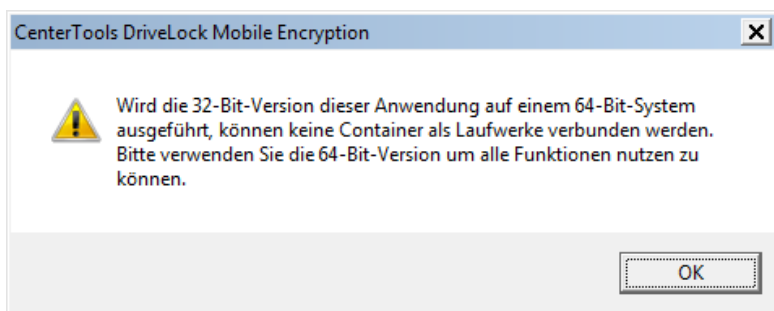 CenterTools DriveLock Mobile Encryption
Wird die 32-Bit-Version dieser Anwendung auf einem 64-Bit-System
ausgeführt, können keine Container als Laufwerke verbunden werden.
Bitte verwenden Sie die 64-Bit-Version um alle Funktionen nutzen zu
können.
OK